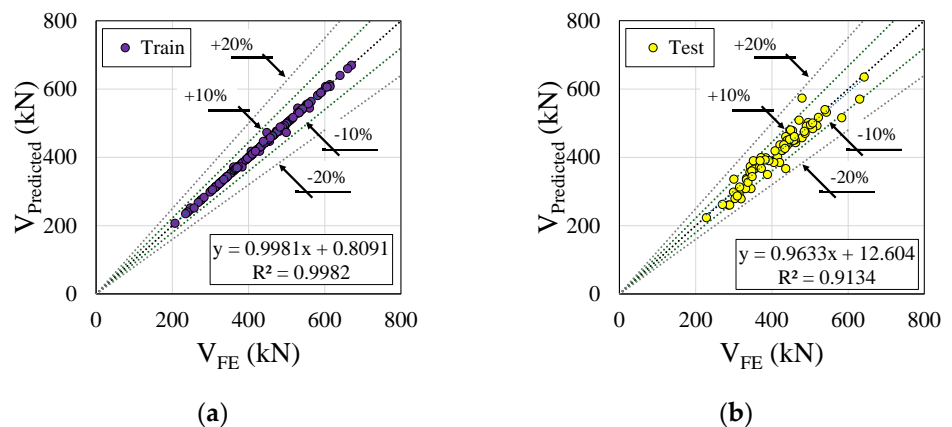 800
600
400
200
0
V_Predicted (kN)
Train
+20%
+10%
-10%
-20%
y = 0.9981x + 0.8091
R² = 0.9982
0 200 400 600 800
V_FE (kN)
(a)
800
600
400
200
0
V_Predicted (kN)
Test
+20%
+10%
-10%
-20%
y = 0.9633x + 12.604
R² = 0.9134
0 200 400 600 800
V_FE (kN)
(b)